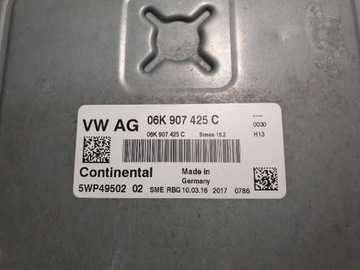 VW AG 06K 907 425 C ----
0030
06K 907 425 C Simos 18.2 H13
Made in
Germany
Continental
5WP49502 02 SME RBG 10.03.16 2017 0786